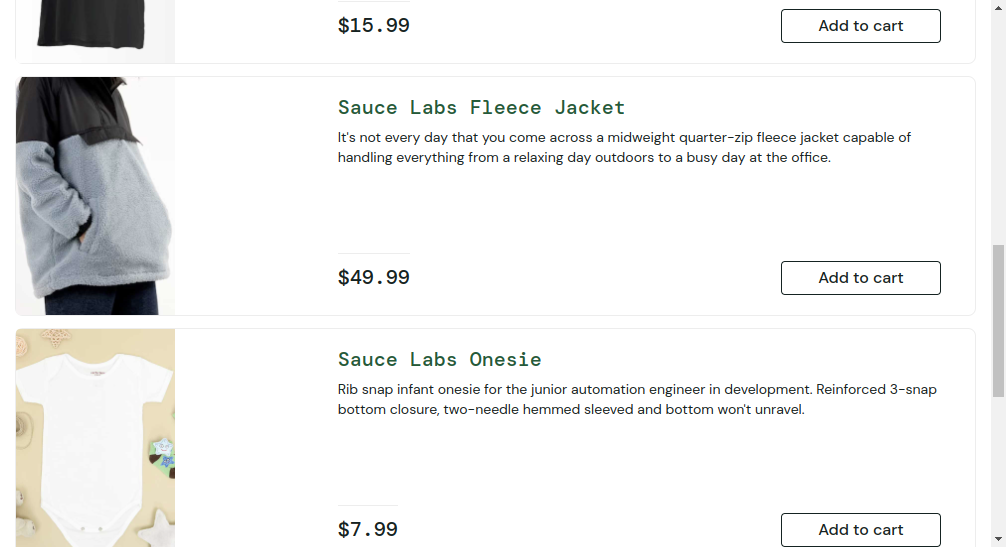 $15.99
Add to cart
Sauce Labs Fleece Jacket
It's not every day that you come across a midweight quarter-zip fleece jacket capable of
handling everything from a relaxing day outdoors to a busy day at the office.
$49.99
Add to cart
Sauce Labs Onesie
Rib snap infant onesie for the junior automation engineer in development. Reinforced 3-snap
bottom closure, two-needle hemmed sleeved and bottom won't unravel.
$7.99
Add to cart